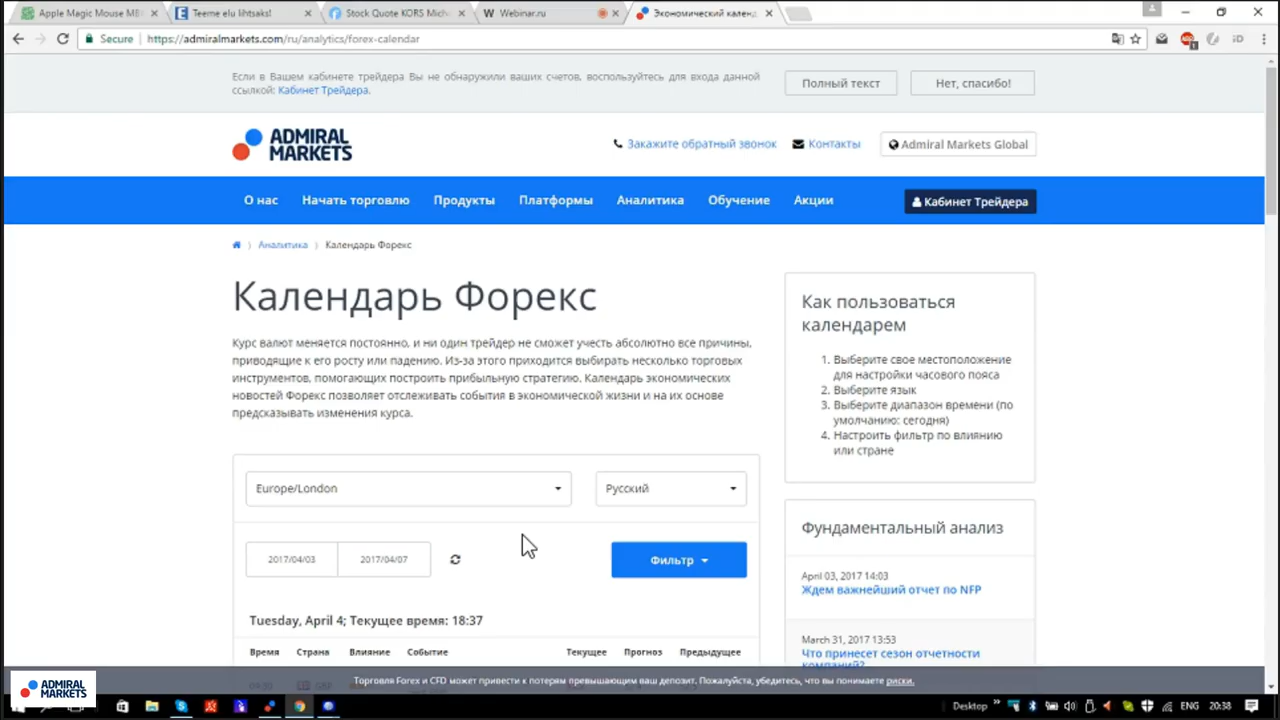 Apple Magic Mouse MB
Teeme elu lihtsaks!
Stock Quote KORS Mich
Webinar.ru
Экономический календ
Secure
https://admiralmarkets.com/ru/analytics/forex-calendar
Если в Вашем кабинете трейдера Вы не обнаружили ваших счетов, воспользуйтесь для входа данной
ссылкой: Кабинет Трейдера.
Полный текст
Нет, спасибо!
ADMIRAL
MARKETS
Закажите обратный звонок
Контакты
Admiral Markets Global
О нас
Начать торговлю
Продукты
Платформы
Аналитика
Обучение
Акции
Кабинет Трейдера
Аналитика
Календарь Форекс
Календарь Форекс
Курс валют меняется постоянно, и ни один трейдер не сможет учесть абсолютно все причины,
приводящие к его росту или падению. Из-за этого приходится выбирать несколько торговых
инструментов, помогающих построить прибыльную стратегию. Календарь экономических
новостей Форекс позволяет отслеживать события в экономической жизни и на их основе
предсказывать изменения курса.
Europe/London
Русский
2017/04/03
2017/04/07
Фильтр
Tuesday, April 4; Текущее время: 18:37
Время Страна Влияние Событие Текущее Прогноз Предыдущее
Как пользоваться
календарем
1. Выберите свое местоположение
для настройки часового пояса
2. Выберите язык
3. Выберите диапазон времени (по
умолчанию: сегодня)
4. Настроить фильтр по влиянию
или стране
Фундаментальный анализ
April 03, 2017 14:03
Ждем важнейший отчет по NFP
March 31, 2017 13:53
Что принесет сезон отчетности
компаний?
ADMIRAL
MARKETS
Торговля Forex и CFD может привести к потерям превышающим ваш депозит. Пожалуйста, убедитесь, что вы понимаете риски.
Desktop
ENG
20:38